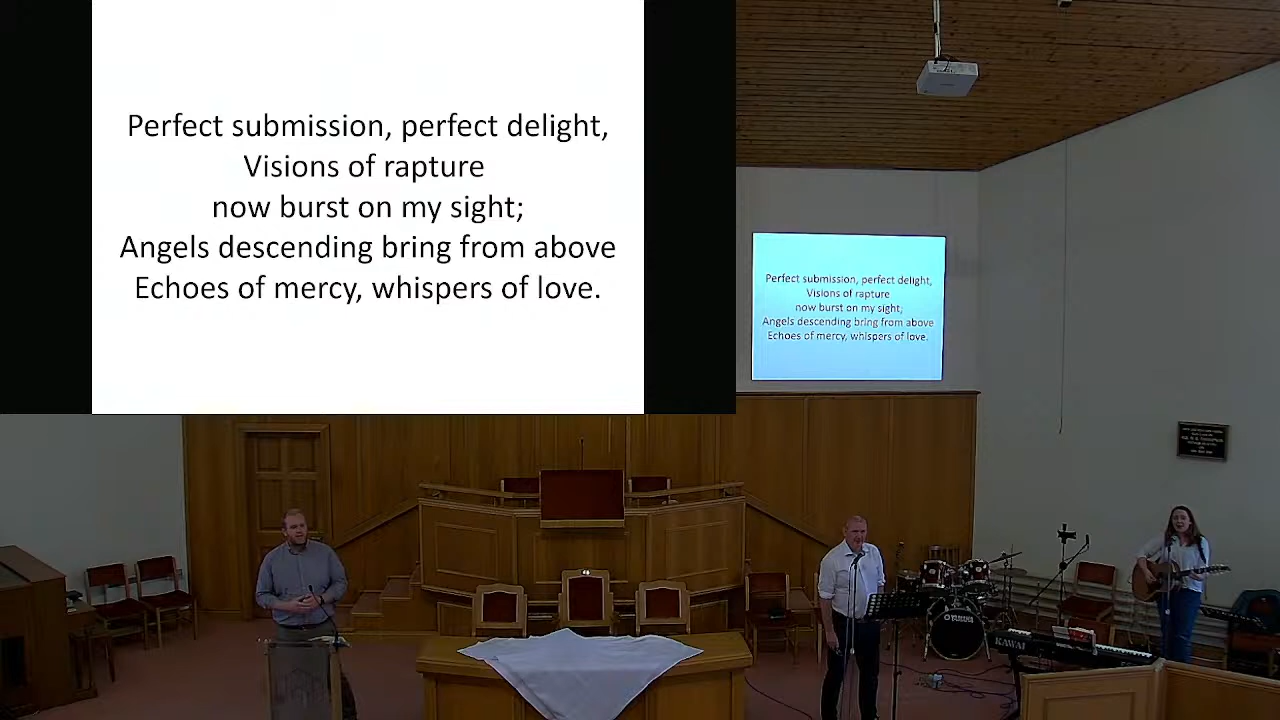 Perfect submission, perfect delight,
Visions of rapture
now burst on my sight;
Angels descending bring from above
Echoes of mercy, whispers of love.
Perfect submission, perfect delight,
Visions of rapture
now burst on my sight;
Angels descending bring from above
Echoes of mercy, whispers of love.
YAMAHA
KAWAI